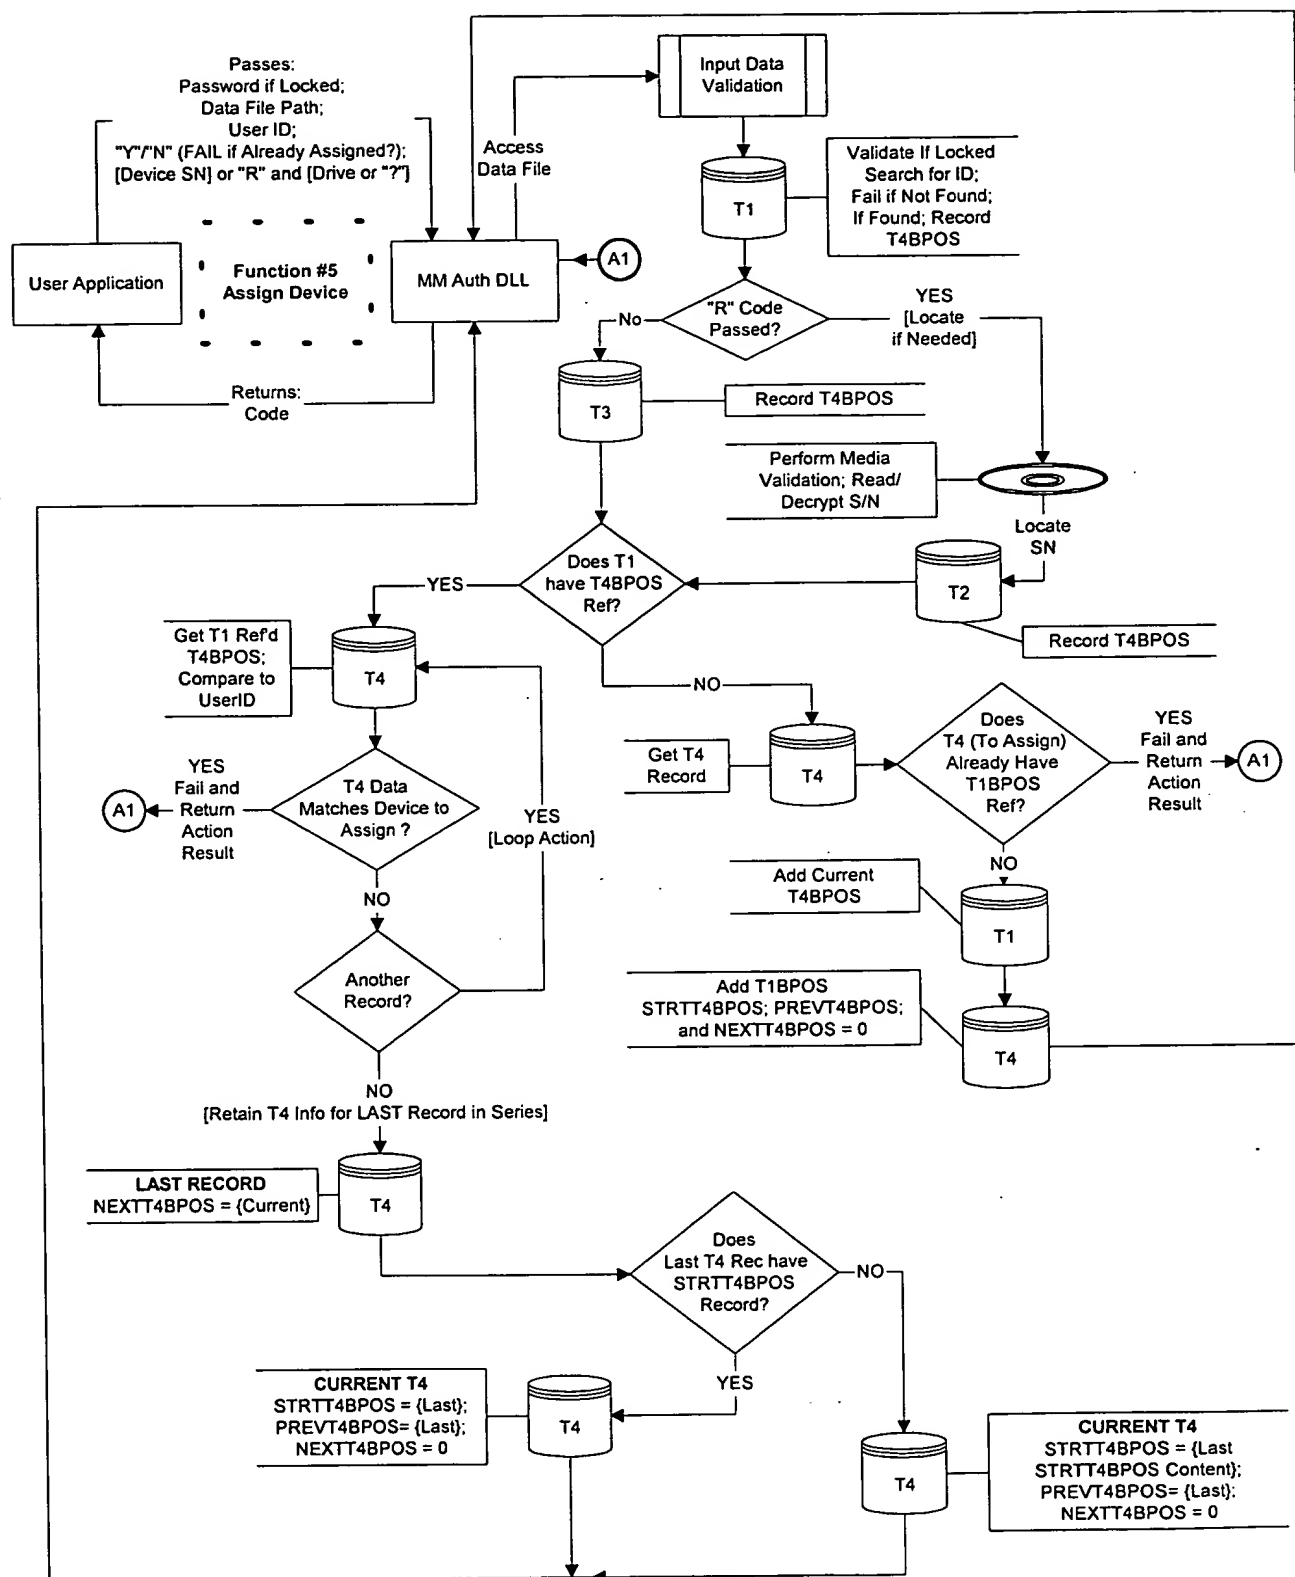 Passes:
Password if Locked;
Data File Path;
User ID;
"Y"/"N" (FAIL if Already Assigned?);
[Device SN] or "R" and [Drive or "?"]
Access
Data File
Input Data
Validation
T1
Validate If Locked
Search for ID;
Fail if Not Found;
If Found; Record
T4BPOS
User Application
Function #5
Assign Device
MM Auth DLL
A1
Returns:
Code
"R" Code
Passed?
No
YES
[Locate
if Needed]
T3
Record T4BPOS
Perform Media
Validation; Read/
Decrypt S/N
Locate
SN
T2
Record T4BPOS
Does T1
have T4BPOS
Ref?
YES
NO
Get T1 Ref'd
T4BPOS;
Compare to
UserID
T4
Get T4
Record
T4
Does
T4 (To Assign)
Already Have
T1BPOS
Ref?
YES
Fail and
Return
Action
Result
A1
T4 Data
Matches Device to
Assign ?
YES
Fail and
Return
Action
Result
A1
YES
[Loop Action]
NO
NO
Add Current
T4BPOS
T1
Another
Record?
Add T1BPOS
STRTT4BPOS; PREVT4BPOS;
and NEXTT4BPOS = 0
T4
NO
[Retain T4 Info for LAST Record in Series]
LAST RECORD
NEXTT4BPOS = {Current}
T4
Does
Last T4 Rec have
STRTT4BPOS
Record?
NO
YES
CURRENT T4
STRTT4BPOS = {Last};
PREVT4BPOS= {Last};
NEXTT4BPOS = 0
T4
T4
CURRENT T4
STRTT4BPOS = {Last
STRTT4BPOS Content};
PREVT4BPOS= {Last};
NEXTT4BPOS = 0